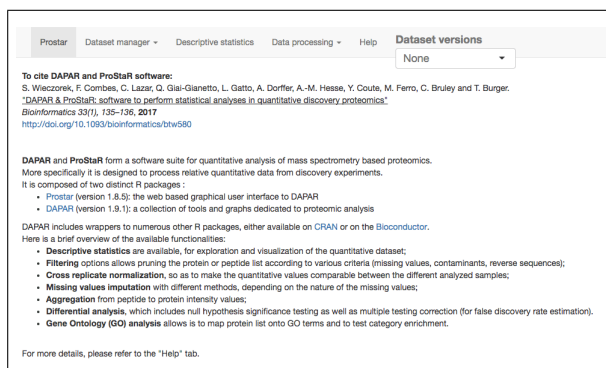 Prostar Dataset manager Descriptive statistics Data processing Help Dataset versions
None
To cite DAPAR and ProStaR software:
S. Wieczorek, F. Combes, C. Lazar, Q. Giai-Gianetto, L. Gatto, A. Dorffer, A.-M. Hesse, Y. Coute, M. Ferro, C. Bruley and T. Burger.
"DAPAR & ProStaR: software to perform statistical analyses in quantitative discovery proteomics"
Bioinformatics 33(1), 135–136, 2017
http://doi.org/10.1093/bioinformatics/btw580
DAPAR and ProStaR form a software suite for quantitative analysis of mass spectrometry based proteomics.
More specifically it is designed to process relative quantitative data from discovery experiments.
It is composed of two distinct R packages :
• Prostar (version 1.8.5): the web based graphical user interface to DAPAR
• DAPAR (version 1.9.1): a collection of tools and graphs dedicated to proteomic analysis
DAPAR includes wrappers to numerous other R packages, either available on CRAN or on the Bioconductor.
Here is a brief overview of the available functionalities:
• Descriptive statistics are available, for exploration and visualization of the quantitative dataset;
• Filtering options allows pruning the protein or peptide list according to various criteria (missing values, contaminants, reverse sequences);
• Cross replicate normalization, so as to make the quantitative values comparable between the different analyzed samples;
• Missing values imputation with different methods, depending on the nature of the missing values;
• Aggregation from peptide to protein intensity values;
• Differential analysis, which includes null hypothesis significance testing as well as multiple testing correction (for false discovery rate estimation).
• Gene Ontology (GO) analysis allows is to map protein list onto GO terms and to test category enrichment.
For more details, please refer to the "Help" tab.